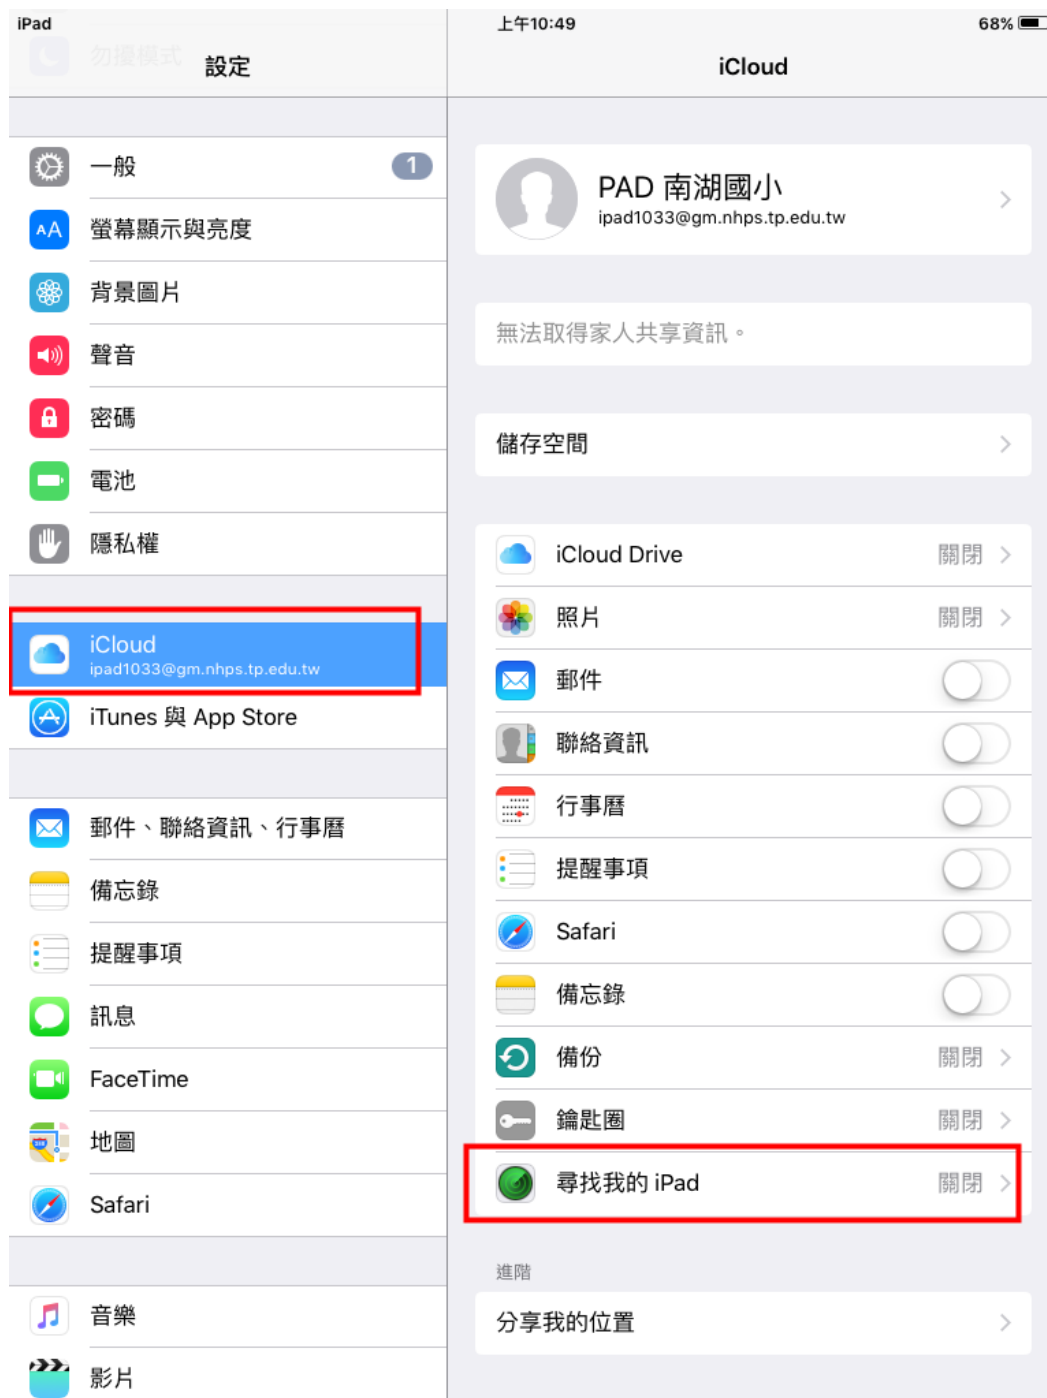 iPad
上午10:49
68%
勿擾模式
設定
iCloud
一般
1
螢幕顯示與亮度
背景圖片
聲音
密碼
電池
隱私權
iCloud
ipad1033@gm.nhps.tp.edu.tw
iTunes 與 App Store
郵件、聯絡資訊、行事曆
備忘錄
提醒事項
訊息
FaceTime
地圖
Safari
音樂
影片
PAD 南湖國小
ipad1033@gm.nhps.tp.edu.tw
無法取得家人共享資訊。
儲存空間
iCloud Drive 關閉
照片 關閉
郵件
聯絡資訊
行事曆
提醒事項
Safari
備忘錄
備份 關閉
鑰匙圈 關閉
尋找我的 iPad 關閉
進階
分享我的位置